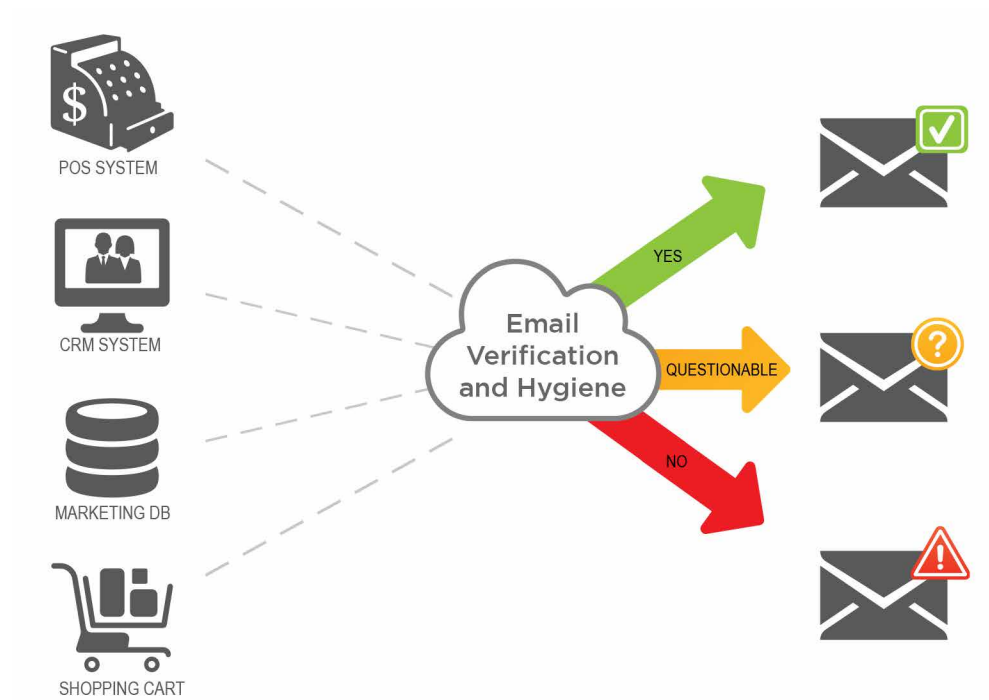 $
POS SYSTEM
CRM SYSTEM
MARKETING DB
SHOPPING CART
Email
Verification
and Hygiene
YES
QUESTIONABLE
NO
?
!